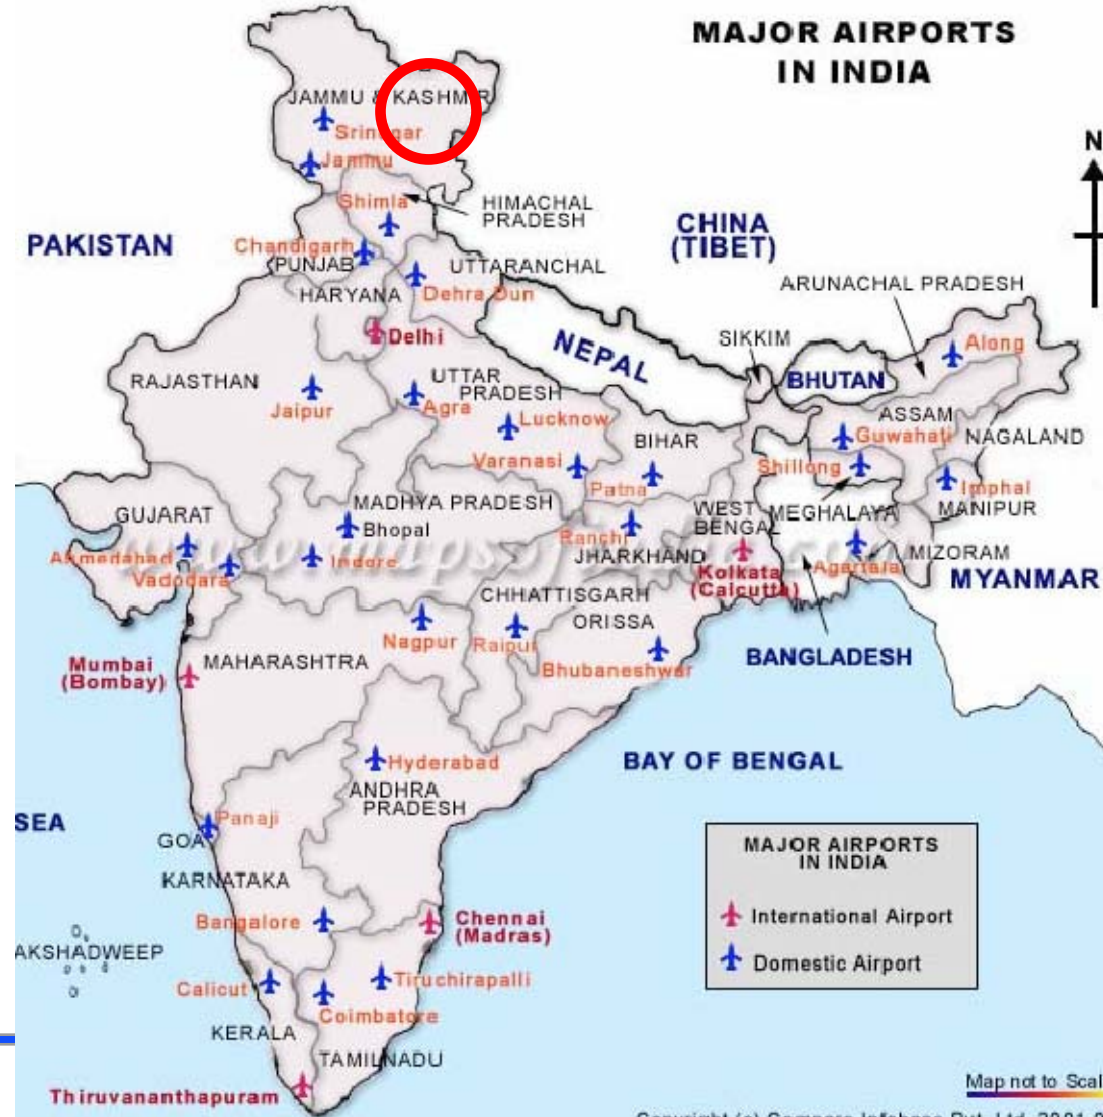 MAJOR AIRPORTS
IN INDIA
JAMMU & KASHMIR
Srinagar
Jammu
N
Shimla
HIMACHAL
PRADESH
CHINA
(TIBET)
PAKISTAN
Chandigarh
PUNJAB
UTTARANCHAL
HARYANA
Dehra Dun
ARUNACHAL PRADESH
Delhi
NEPAL
SIKKIM
Along
RAJASTHAN
UTTAR
PRADESH
BHUTAN
Jaipur
Agra
Lucknow
ASSAM
BIHAR
Guwahati
NAGALAND
Varanasi
Shillong
Patna
Imphal
MADHYA PRADESH
GUJARAT
WEST
BENGAL
MEGHALAYA
MANIPUR
Bhopal
Ranchi
JHARKHAND
Ahmedabad
Indore
MIZORAM
Vadodara
Kolkata
(Calcutta)
Agartala
MYANMAR
CHHATTISGARH
ORISSA
Nagpur
Raipur
Bhubaneshwar
BANGLADESH
Mumbai
(Bombay)
MAHARASHTRA
Hyderabad
BAY OF BENGAL
ANDHRA
PRADESH
SEA
Panaji
GOA
KARNATAKA
MAJOR AIRPORTS
IN INDIA
International Airport
Domestic Airport
Bangalore
Chennai
(Madras)
AKSHADWEEP
Calicut
Tiruchirapalli
Coimbatore
KERALA
TAMILNADU
Thiruvananthapuram
Map not to Scal